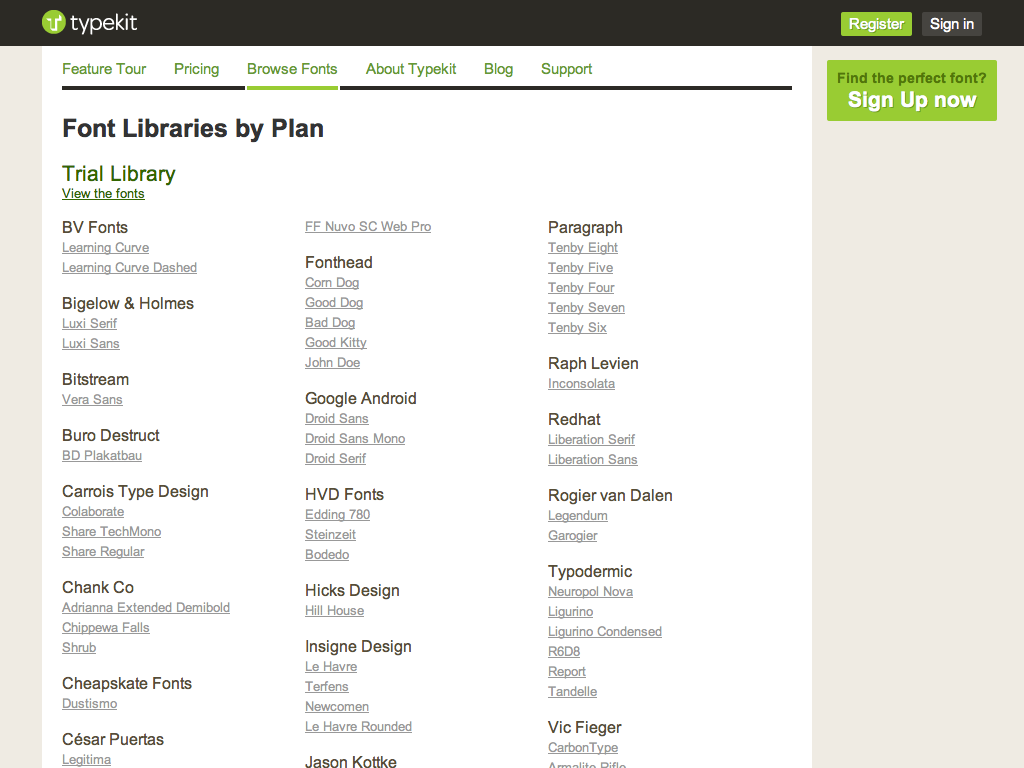 typekit
Register
Sign in
Feature Tour
Pricing
Browse Fonts
About Typekit
Blog
Support
Find the perfect font?
Sign Up now
Font Libraries by Plan
Trial Library
View the fonts
BV Fonts
Learning Curve
Learning Curve Dashed
Bigelow & Holmes
Luxi Serif
Luxi Sans
Bitstream
Vera Sans
Buro Destruct
BD Plakatbau
Carrois Type Design
Colaborate
Share TechMono
Share Regular
Chank Co
Adrianna Extended Demibold
Chippewa Falls
Shrub
Cheapskate Fonts
Dustismo
César Puertas
Legitima
FF Nuvo SC Web Pro
Fonthead
Corn Dog
Good Dog
Bad Dog
Good Kitty
John Doe
Google Android
Droid Sans
Droid Sans Mono
Droid Serif
HVD Fonts
Edding 780
Steinzeit
Bodedo
Hicks Design
Hill House
Insigne Design
Le Havre
Terfens
Newcomen
Le Havre Rounded
Jason Kottke
Paragraph
Tenby Eight
Tenby Five
Tenby Four
Tenby Seven
Tenby Six
Raph Levien
Inconsolata
Redhat
Liberation Serif
Liberation Sans
Rogier van Dalen
Legendum
Garogier
Typodermic
Neuropol Nova
Ligurino
Ligurino Condensed
R6D8
Report
Tandelle
Vic Fieger
CarbonType
Armalite Rifle